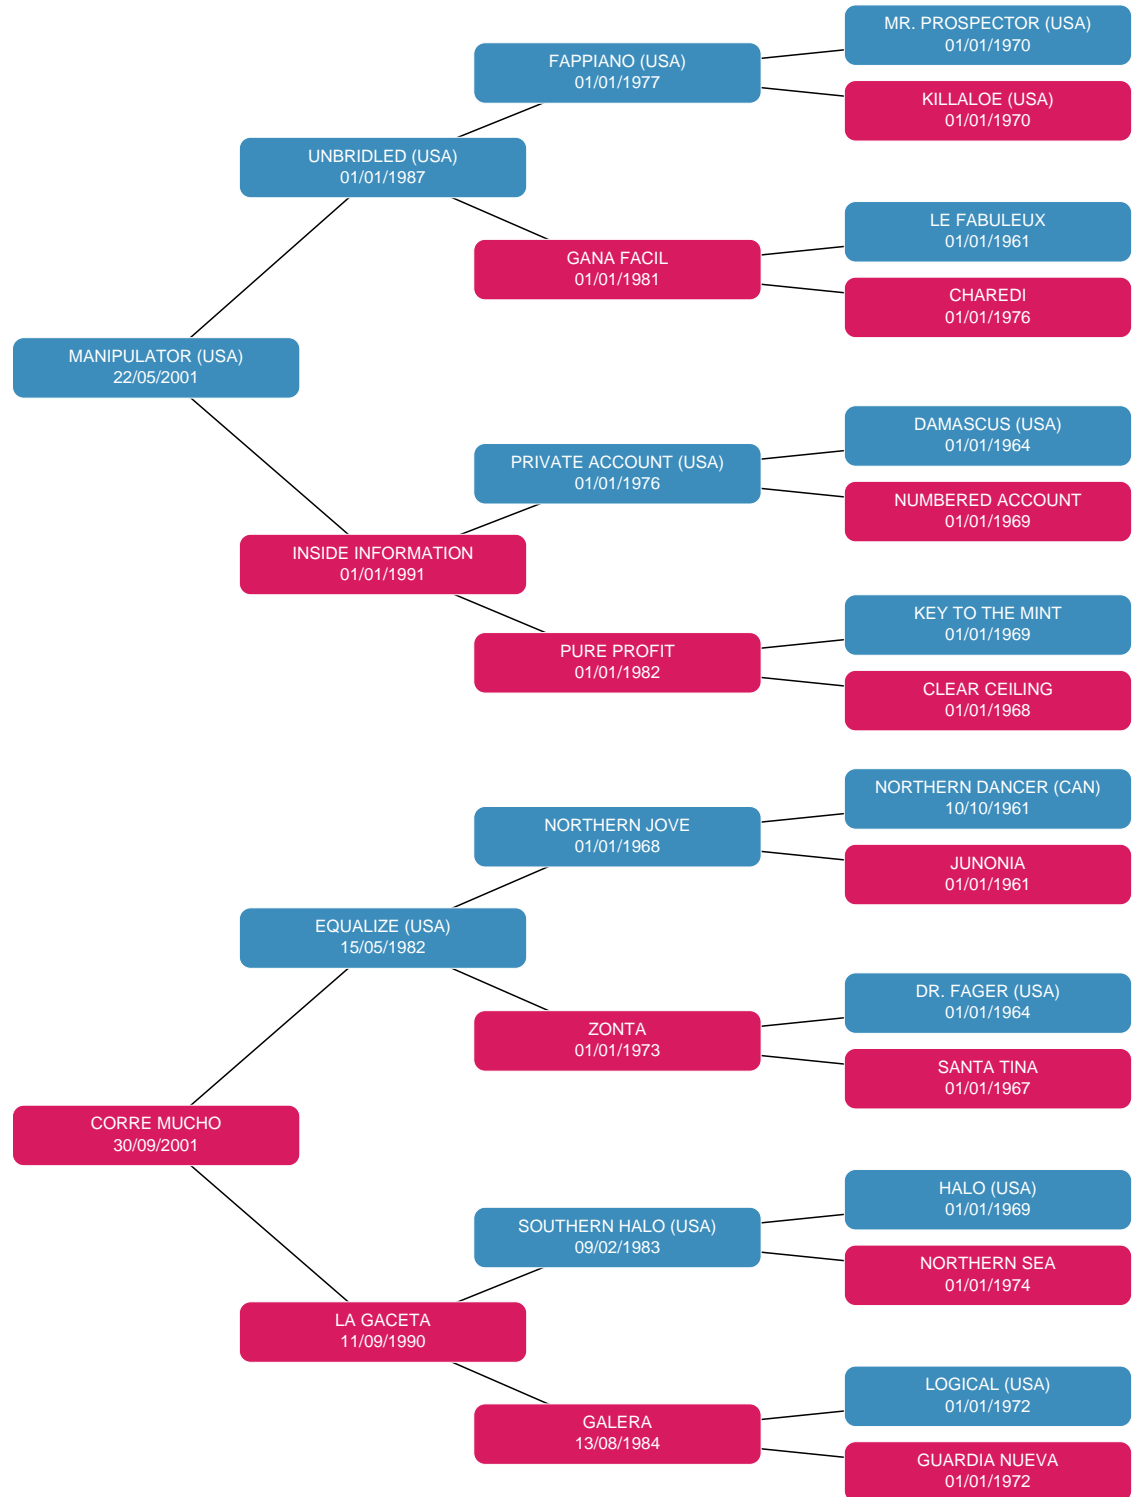 MR. PROSPECTOR (USA)
01/01/1970
FAPPIANO (USA)
01/01/1977
KILLALOE (USA)
01/01/1970
UNBRIDLED (USA)
01/01/1987
LE FABULEUX
01/01/1961
GANA FACIL
01/01/1981
CHAREDI
01/01/1976
MANIPULATOR (USA)
22/05/2001
DAMASCUS (USA)
01/01/1964
PRIVATE ACCOUNT (USA)
01/01/1976
NUMBERED ACCOUNT
01/01/1969
INSIDE INFORMATION
01/01/1991
KEY TO THE MINT
01/01/1969
PURE PROFIT
01/01/1982
CLEAR CEILING
01/01/1968
NORTHERN DANCER (CAN)
10/10/1961
NORTHERN JOVE
01/01/1968
JUNONIA
01/01/1961
EQUALIZE (USA)
15/05/1982
DR. FAGER (USA)
01/01/1964
ZONTA
01/01/1973
SANTA TINA
01/01/1967
CORRE MUCHO
30/09/2001
HALO (USA)
01/01/1969
SOUTHERN HALO (USA)
09/02/1983
NORTHERN SEA
01/01/1974
LA GACETA
11/09/1990
LOGICAL (USA)
01/01/1972
GALERA
13/08/1984
GUARDIA NUEVA
01/01/1972